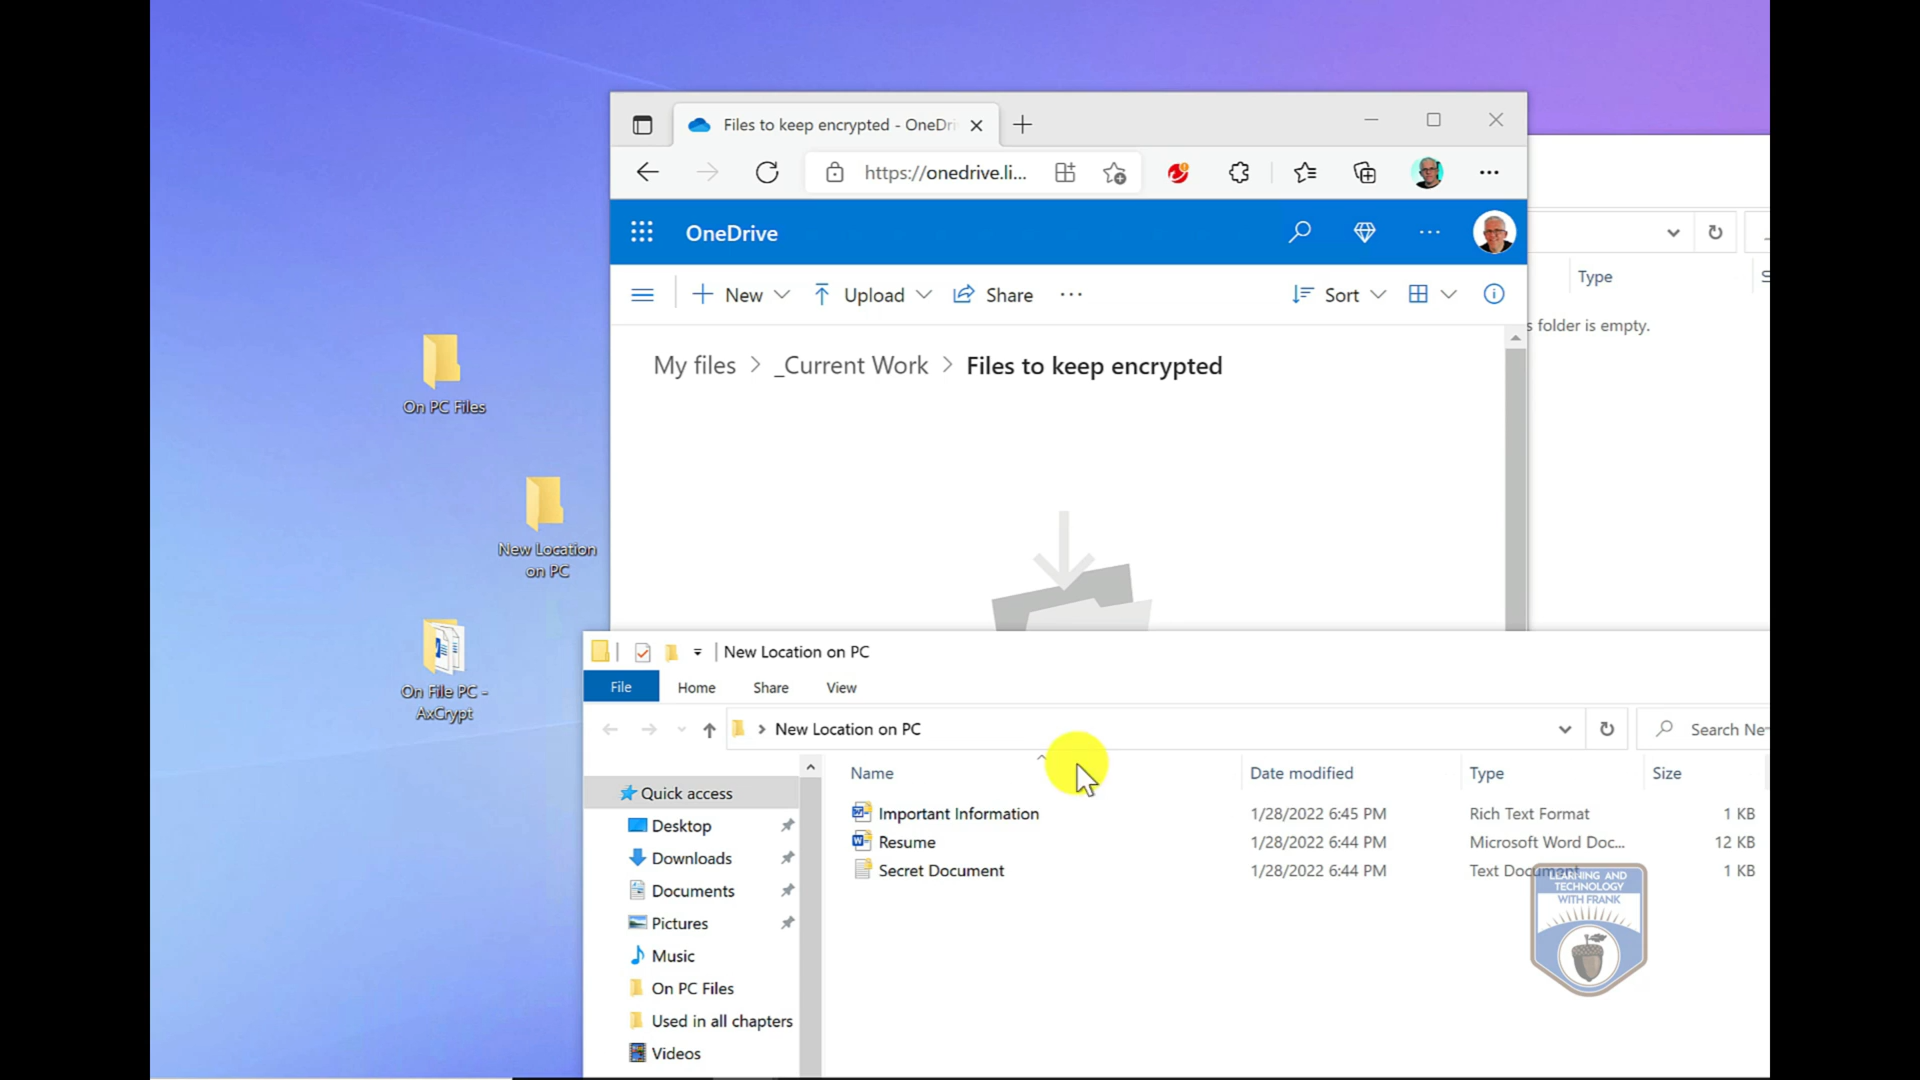 Files to keep encrypted - OneDri
https://onedrive.li...
OneDrive
New
Upload
Share
Sort
My files > _Current Work > Files to keep encrypted
Type
folder is empty.
On PC Files
New Location
on PC
On File PC -
AxCrypt
New Location on PC
File
Home
Share
View
New Location on PC
Search Ne
Quick access
Desktop
Downloads
Documents
Pictures
Music
On PC Files
Used in all chapters
Videos
Name
Date modified
Type
Size
Important Information
1/28/2022 6:45 PM
Rich Text Format
1 KB
Resume
1/28/2022 6:44 PM
Microsoft Word Doc...
12 KB
Secret Document
1/28/2022 6:44 PM
Text Document
1 KB
LEARNING AND
TECHNOLOGY
WITH FRANK